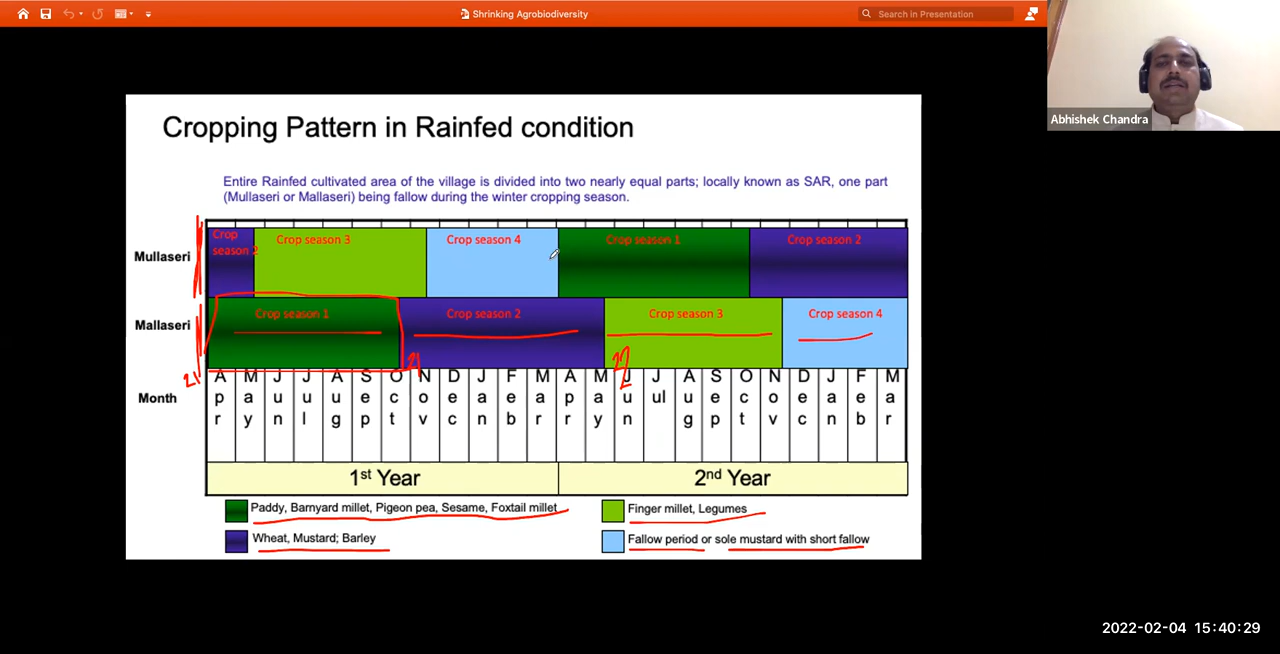 Shrinking Agrobiodiversity
Search in Presentation
Abhishek Chandra
Cropping Pattern in Rainfed condition
Entire Rainfed cultivated area of the village is divided into two nearly equal parts; locally known as SAR, one part
(Mullaseri or Mallaseri) being fallow during the winter cropping season.
Mullaseri
Crop season 2
Crop season 3
Crop season 4
Crop season 1
Crop season 2
Mallaseri
Crop season 1
Crop season 2
Crop season 3
Crop season 4
21
21
22
Month
Apr May Jun Jul Aug Sep Oct Nov Dec Jan Feb Mar Apr May Jun Jul Aug Sep Oct Nov Dec Jan Feb Mar
1st Year
2nd Year
Paddy, Barnyard millet, Pigeon pea, Sesame, Foxtail millet
Finger millet, Legumes
Wheat, Mustard; Barley
Fallow period or sole mustard with short fallow
2022-02-04 15:40:29